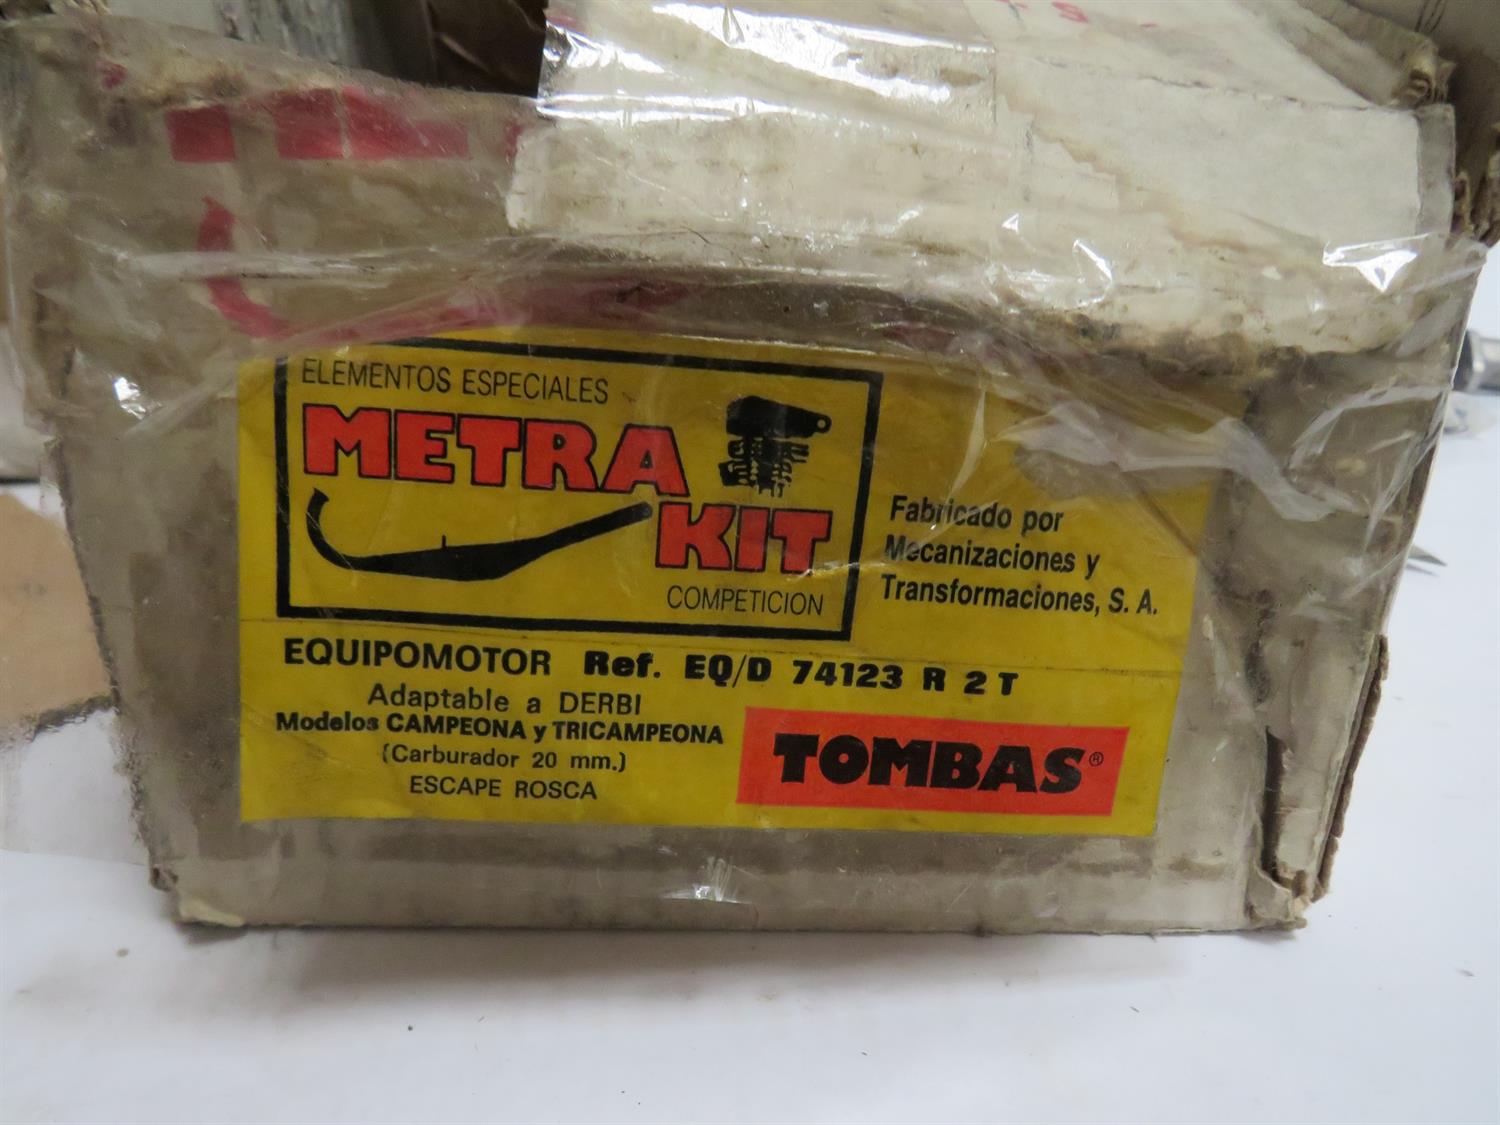 ELEMENTOS ESPECIALES
METRA
KIT
COMPETICION
Fabricado por
Mecanizaciones y
Transformaciones, S. A.
EQUIPOMOTOR Ref. EQ/D 74123 R 2 T
Adaptable a DERBI
Modelos CAMPEONA y TRICAMPEONA
(Carburador 20 mm.)
ESCAPE ROSCA
TOMBAS®